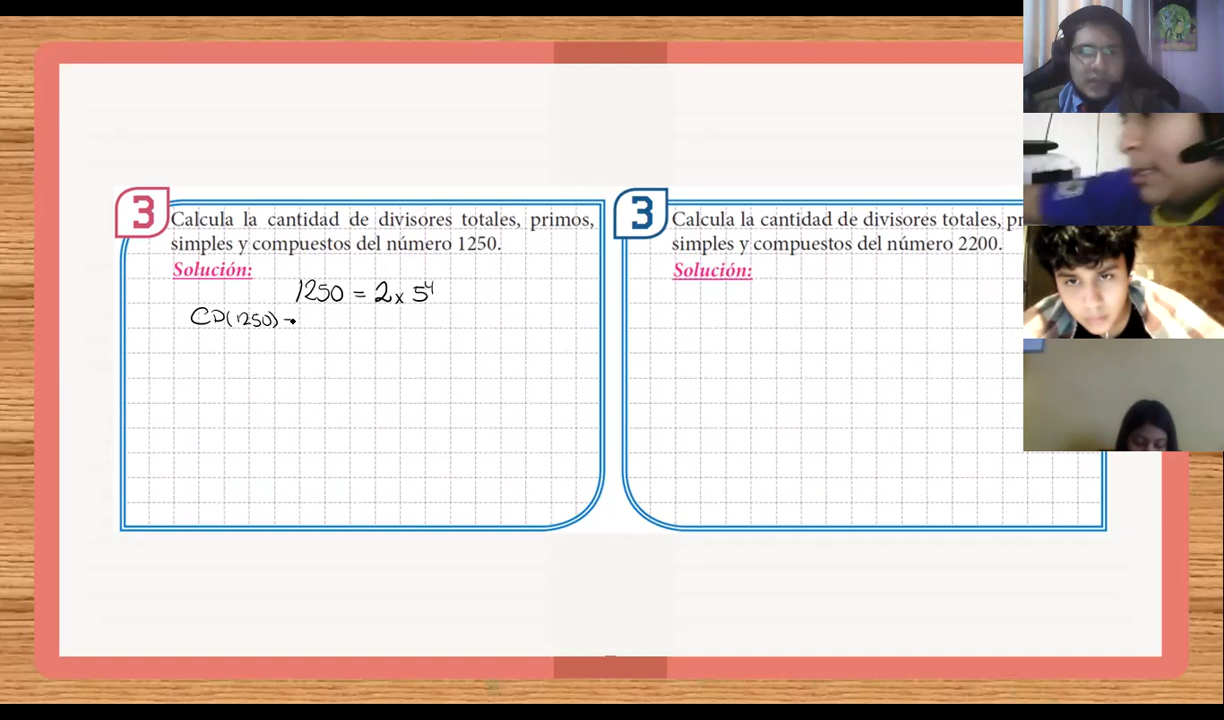 3
Calcula la cantidad de divisores totales, primos,
simples y compuestos del número 1250.
Solución:
1250 = 2 x 5⁴
CD(1250) =
3
Calcula la cantidad de divisores totales, pr
simples y compuestos del número 2200.
Solución: